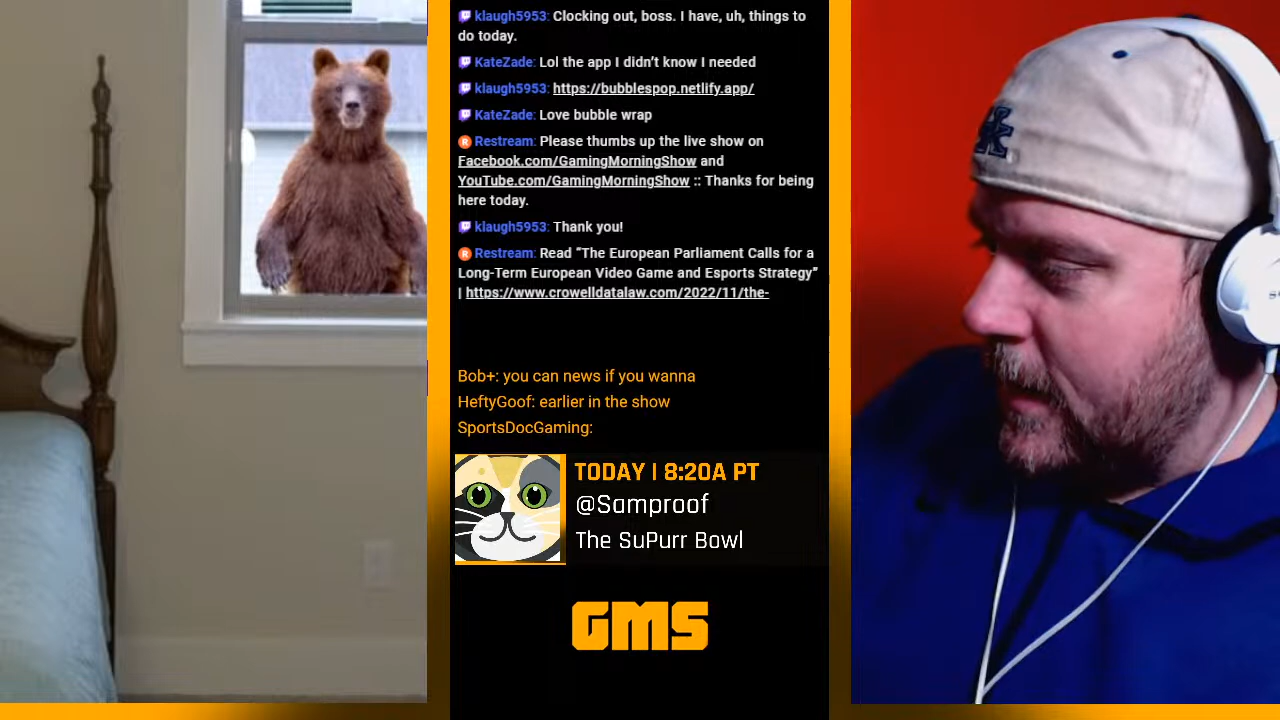 klaugh5953: Clocking out, boss. I have, uh, things to
do today.
KateZade: Lol the app I didn't know I needed
klaugh5953: https://bubblespop.netlify.app/
KateZade: Love bubble wrap
Restream: Please thumbs up the live show on
Facebook.com/GamingMorningShow and
YouTube.com/GamingMorningShow :: Thanks for being
here today.
klaugh5953: Thank you!
Restream: Read “The European Parliament Calls for a
Long-Term European Video Game and Esports Strategy”
| https://www.crowelldatalaw.com/2022/11/the-
Bob+: you can news if you wanna
HeftyGoof: earlier in the show
SportsDocGaming:
TODAY | 8:20A PT
@Samproof
The SuPurr Bowl
GMS